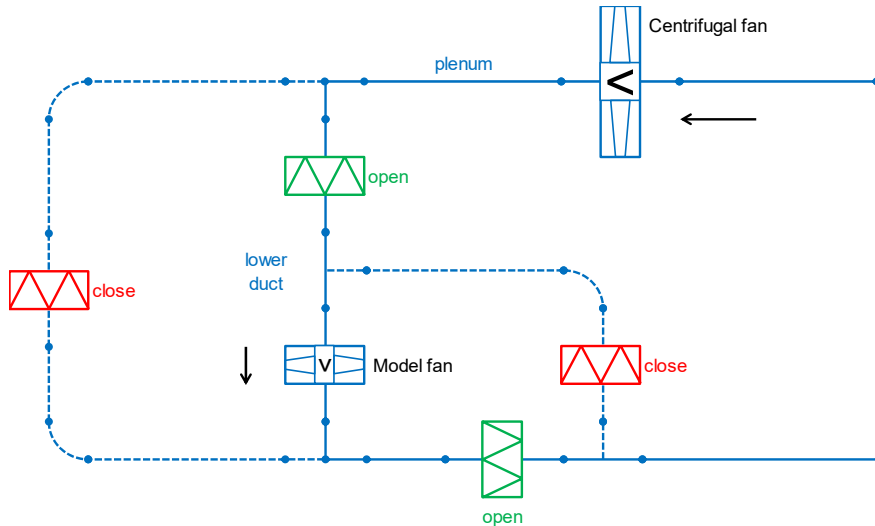 Centrifugal fan
plenum
<
open
lower
duct
close
Model fan
v
close
open